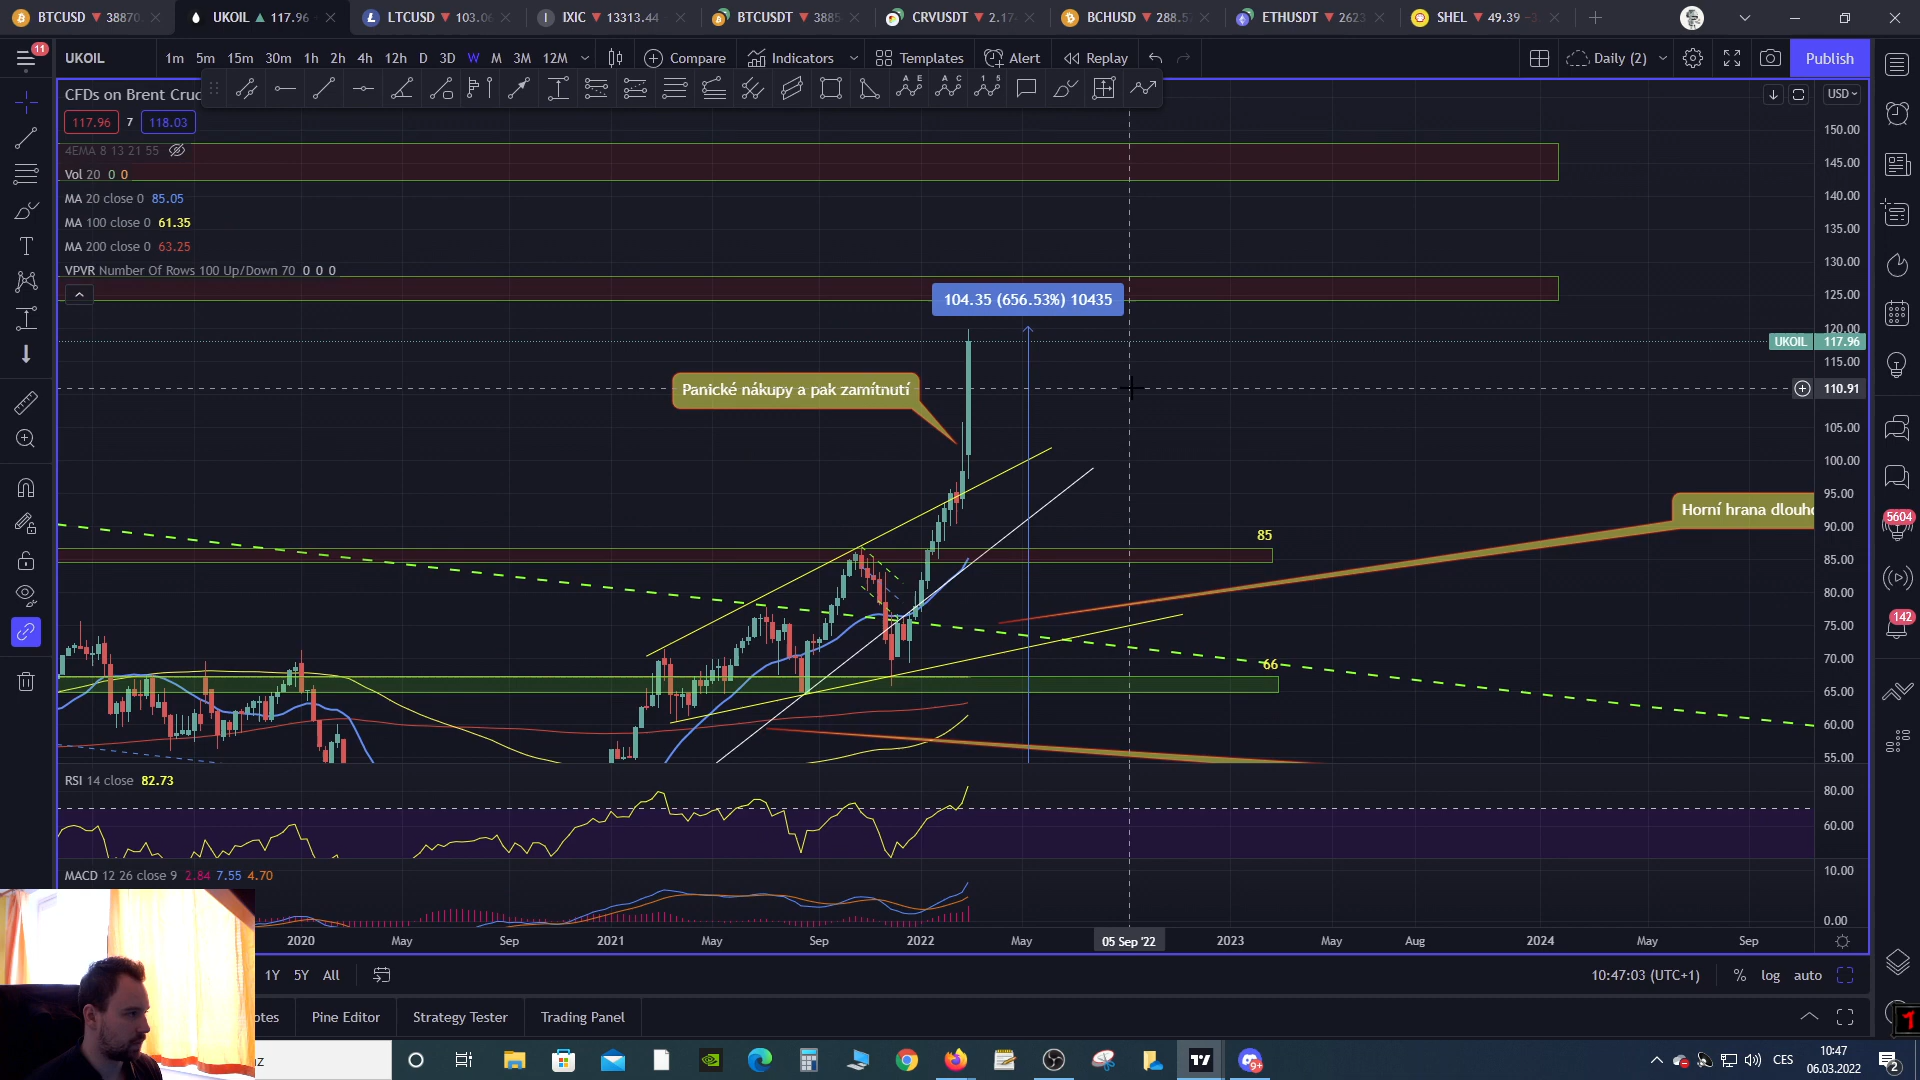 BTCUSD ▼ 38870. UKOIL ▲ 117.96 LTCUSD ▼ 103.06 IXIC ▼ 13313.44 BTCUSDT ▼ 3885 CRVUSDT ▼ 2.17 BCHUSD ▼ 288.5 ETHUSDT ▼ 2623 SHEL ▼ 49.39
11
UKOIL 1m 5m 15m 30m 1h 2h 4h 12h D 3D W M 3M 12M Compare Indicators Templates Alert Replay Daily (2) Publish
CFDs on Brent Cruc
USD
117.96 7 118.03
4EMA 8 13 21 55
Vol 20 0 0
MA 20 close 0 85.05
MA 100 close 0 61.35
MA 200 close 0 63.25
VPVR Number Of Rows 100 Up/Down 70 0 0 0
104.35 (656.53%) 10435
Panické nákupy a pak zamítnutí
Horní hrana dlouho
85
66
150.00
145.00
140.00
135.00
130.00
125.00
120.00
UKOIL 117.96
115.00
110.91
105.00
100.00
95.00
90.00
85.00
80.00
75.00
70.00
65.00
60.00
55.00
5604
142
RSI 14 close 82.73
80.00
60.00
MACD 12 26 close 9 2.84 7.55 4.70
10.00
0.00
2020 May Sep 2021 May Sep 2022 May 05 Sep '22 2023 May Aug 2024 May Sep
1Y 5Y All 10:47:03 (UTC+1) % log auto
otes Pine Editor Strategy Tester Trading Panel
CES
10:47
06.03.2022
2
9+